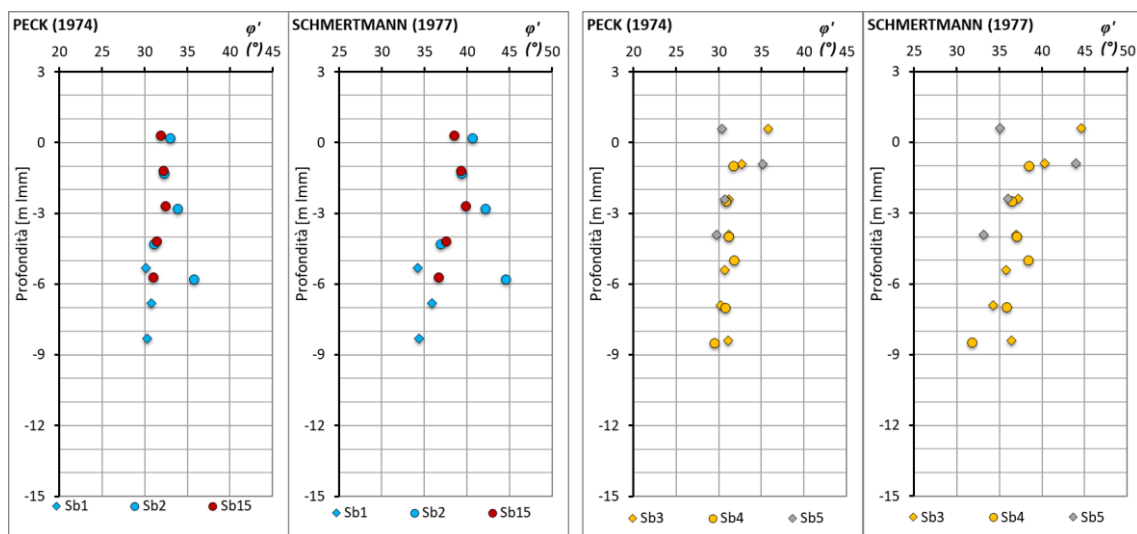 PECK (1974) φ'
20 25 30 35 40 (°) 45
3
0
-3
-6
-9
-12
-15
Profondità [m lmm]
Sb1 Sb2 Sb15
SCHMERTMANN (1977) φ'
25 30 35 40 45 (°) 50
3
0
-3
-6
-9
-12
-15
Profondità [m lmm]
Sb1 Sb2 Sb15
PECK (1974) φ'
20 25 30 35 40 (°) 45
3
0
-3
-6
-9
-12
-15
Profondità [m lmm]
Sb3 Sb4 Sb5
SCHMERTMANN (1977) φ'
25 30 35 40 45 (°) 50
3
0
-3
-6
-9
-12
-15
Profondità [m lmm]
Sb3 Sb4 Sb5